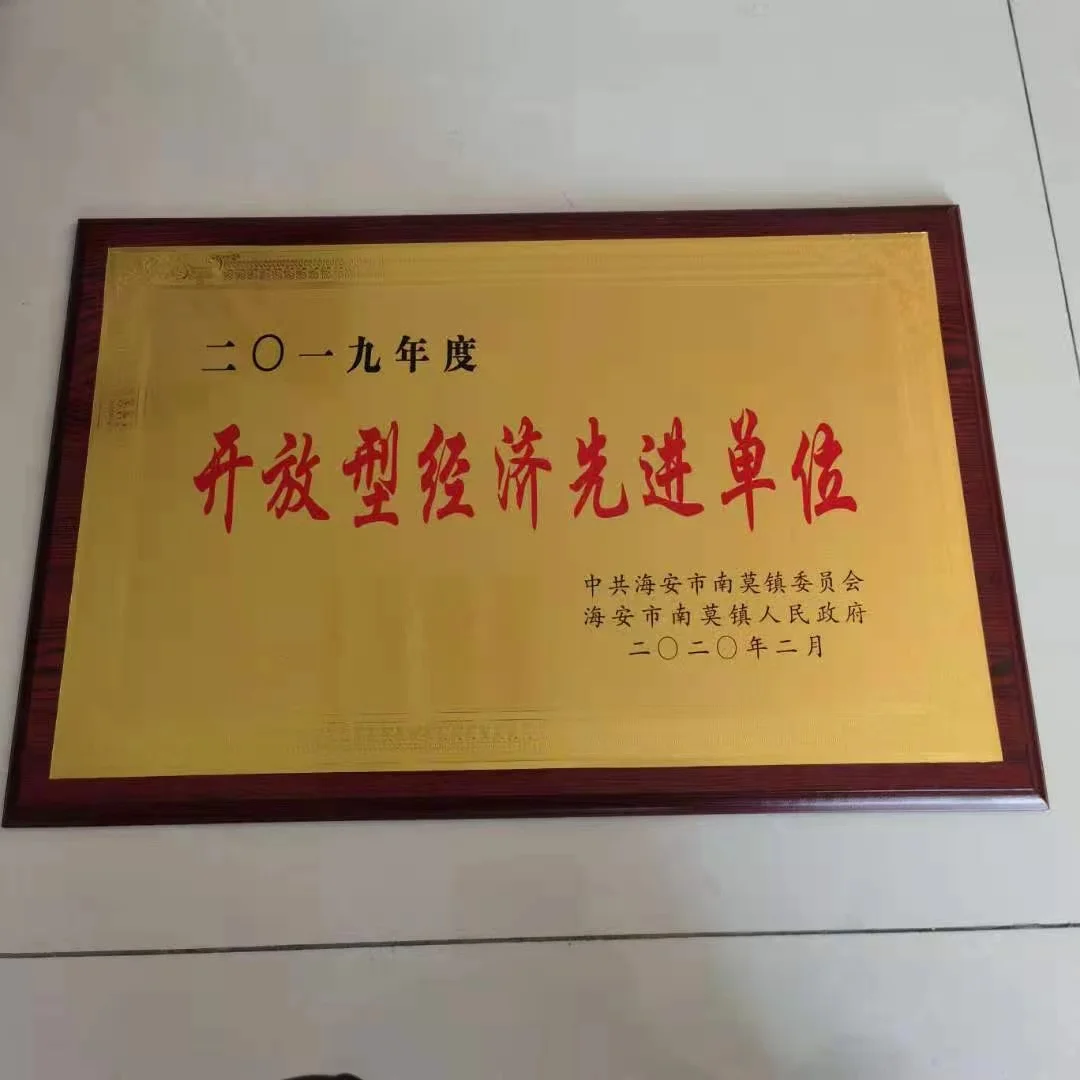 二〇一九年度
开放型经济先进单位
中共海安市南莫镇委员会
海安市南莫镇人民政府
二〇二〇年二月